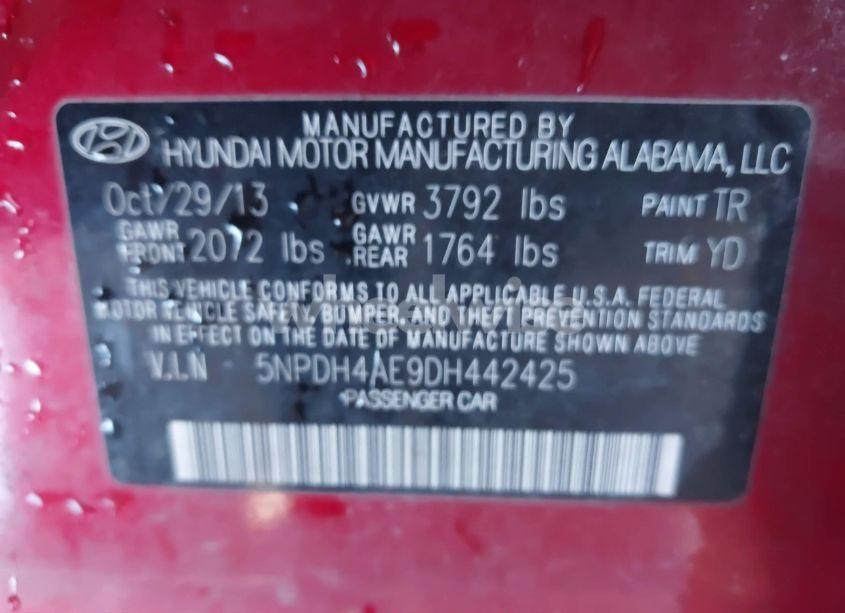 MANUFACTURED BY
HYUNDAI MOTOR MANUFACTURING ALABAMA, LLC
Oct/29/13 GVWR 3792 lbs PAINT TR
GAWR FRONT 2072 lbs GAWR REAR 1764 lbs TRIM YD
THIS VEHICLE CONFORMS TO ALL APPLICABLE U.S.A. FEDERAL
MOTOR VEHICLE SAFETY, BUMPER, AND THEFT PREVENTION STANDARDS
IN EFFECT ON THE DATE OF MANUFACTURE SHOWN ABOVE
V.I.N 5NPDH4AE9DH442425
PASSENGER CAR